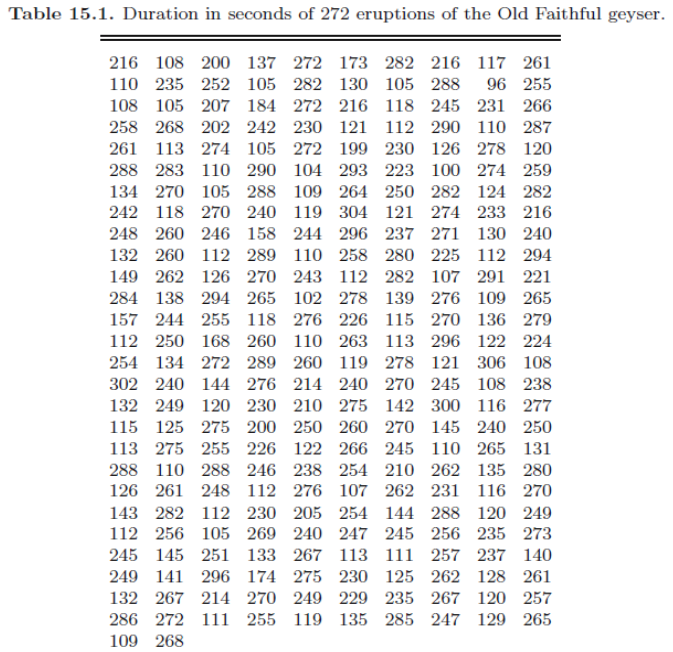 Table 15.1. Duration in seconds of 272 eruptions of the Old Faithful geyser.
216 108 200 137 272 173 282 216 117 261
110 235 252 105 282 130 105 288 96 255
108 105 207 184 272 216 118 245 231 266
258 268 202 242 230 121 112 290 110 287
261 113 274 105 272 199 230 126 278 120
288 283 110 290 104 293 223 100 274 259
134 270 105 288 109 264 250 282 124 282
242 118 270 240 119 304 121 274 233 216
248 260 246 158 244 296 237 271 130 240
132 260 112 289 110 258 280 225 112 294
149 262 126 270 243 112 282 107 291 221
284 138 294 265 102 278 139 276 109 265
157 244 255 118 276 226 115 270 136 279
112 250 168 260 110 263 113 296 122 224
254 134 272 289 260 119 278 121 306 108
302 240 144 276 214 240 270 245 108 238
132 249 120 230 210 275 142 300 116 277
115 125 275 200 250 260 270 145 240 250
113 275 255 226 122 266 245 110 265 131
288 110 288 246 238 254 210 262 135 280
126 261 248 112 276 107 262 231 116 270
143 282 112 230 205 254 144 288 120 249
112 256 105 269 240 247 245 256 235 273
245 145 251 133 267 113 111 257 237 140
249 141 296 174 275 230 125 262 128 261
132 267 214 270 249 229 235 267 120 257
286 272 111 255 119 135 285 247 129 265
109 268